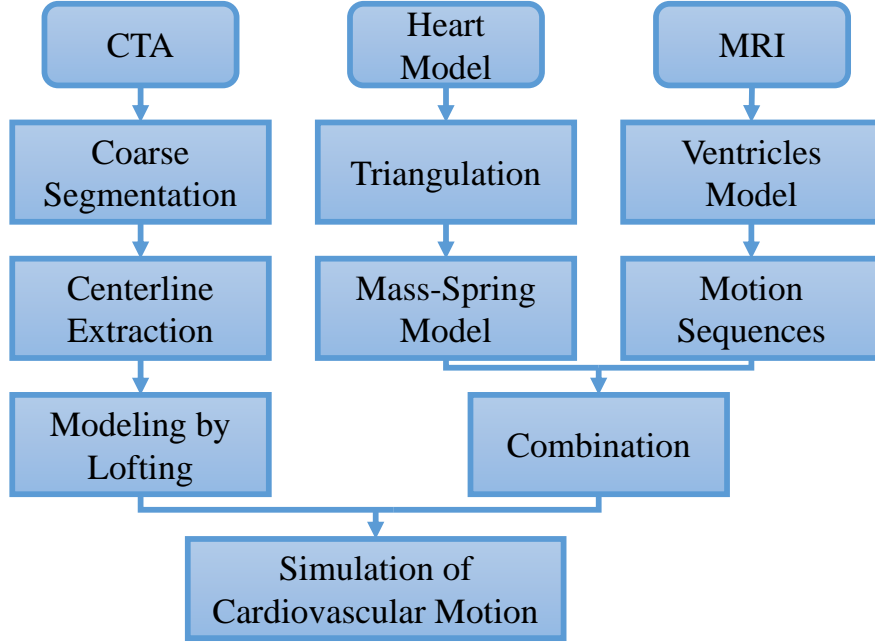 CTA
Heart
Model
MRI
Coarse
Segmentation
Triangulation
Ventricles
Model
Centerline
Extraction
Mass-Spring
Model
Motion
Sequences
Modeling by
Lofting
Combination
Simulation of
Cardiovascular Motion